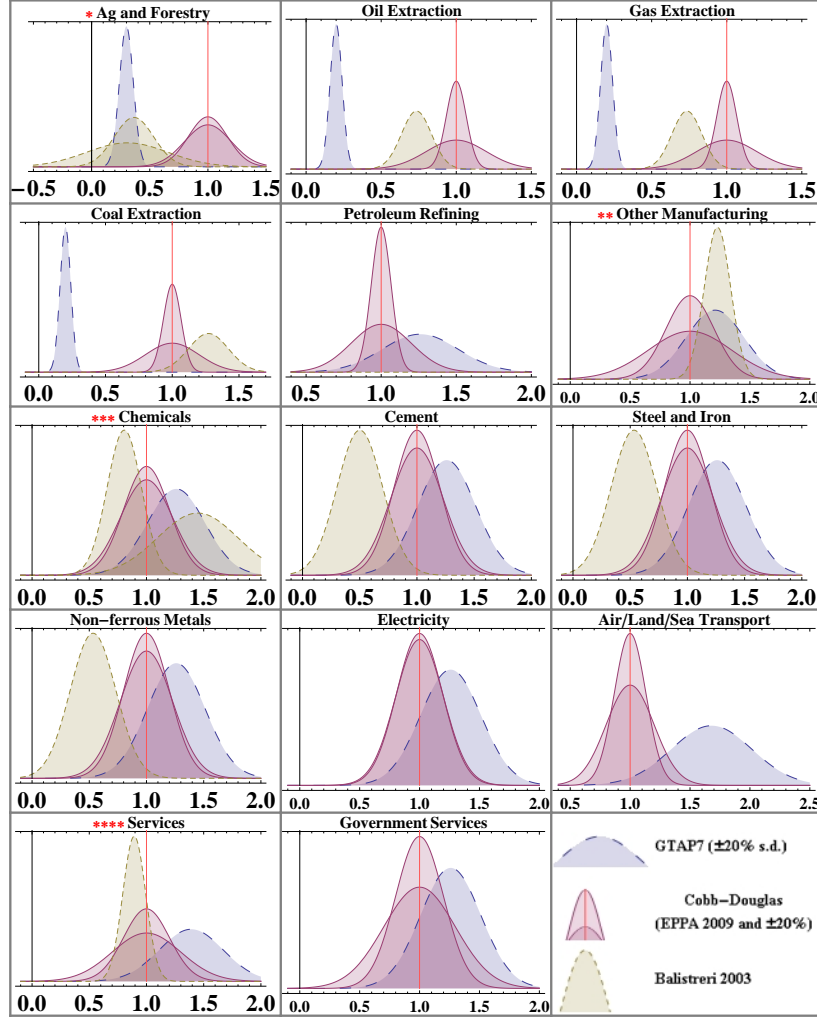 * Ag and Forestry
Oil Extraction
Gas Extraction
−0.5 0.0 0.5 1.0 1.5
0.0 0.5 1.0 1.5
0.0 0.5 1.0 1.5
Coal Extraction
Petroleum Refining
** Other Manufacturing
0.0 0.5 1.0 1.5
0.5 1.0 1.5 2.0
0.0 0.5 1.0 1.5 2.0
*** Chemicals
Cement
Steel and Iron
0.0 0.5 1.0 1.5 2.0
0.0 0.5 1.0 1.5 2.0
0.0 0.5 1.0 1.5 2.0
Non−ferrous Metals
Electricity
Air/Land/Sea Transport
0.0 0.5 1.0 1.5 2.0
0.0 0.5 1.0 1.5 2.0
0.5 1.0 1.5 2.0 2.5
**** Services
Government Services
GTAP7 (±20% s.d.)
Cobb−Douglas
(EPPA 2009 and ±20%)
Balistreri 2003
0.0 0.5 1.0 1.5 2.0
0.0 0.5 1.0 1.5 2.0